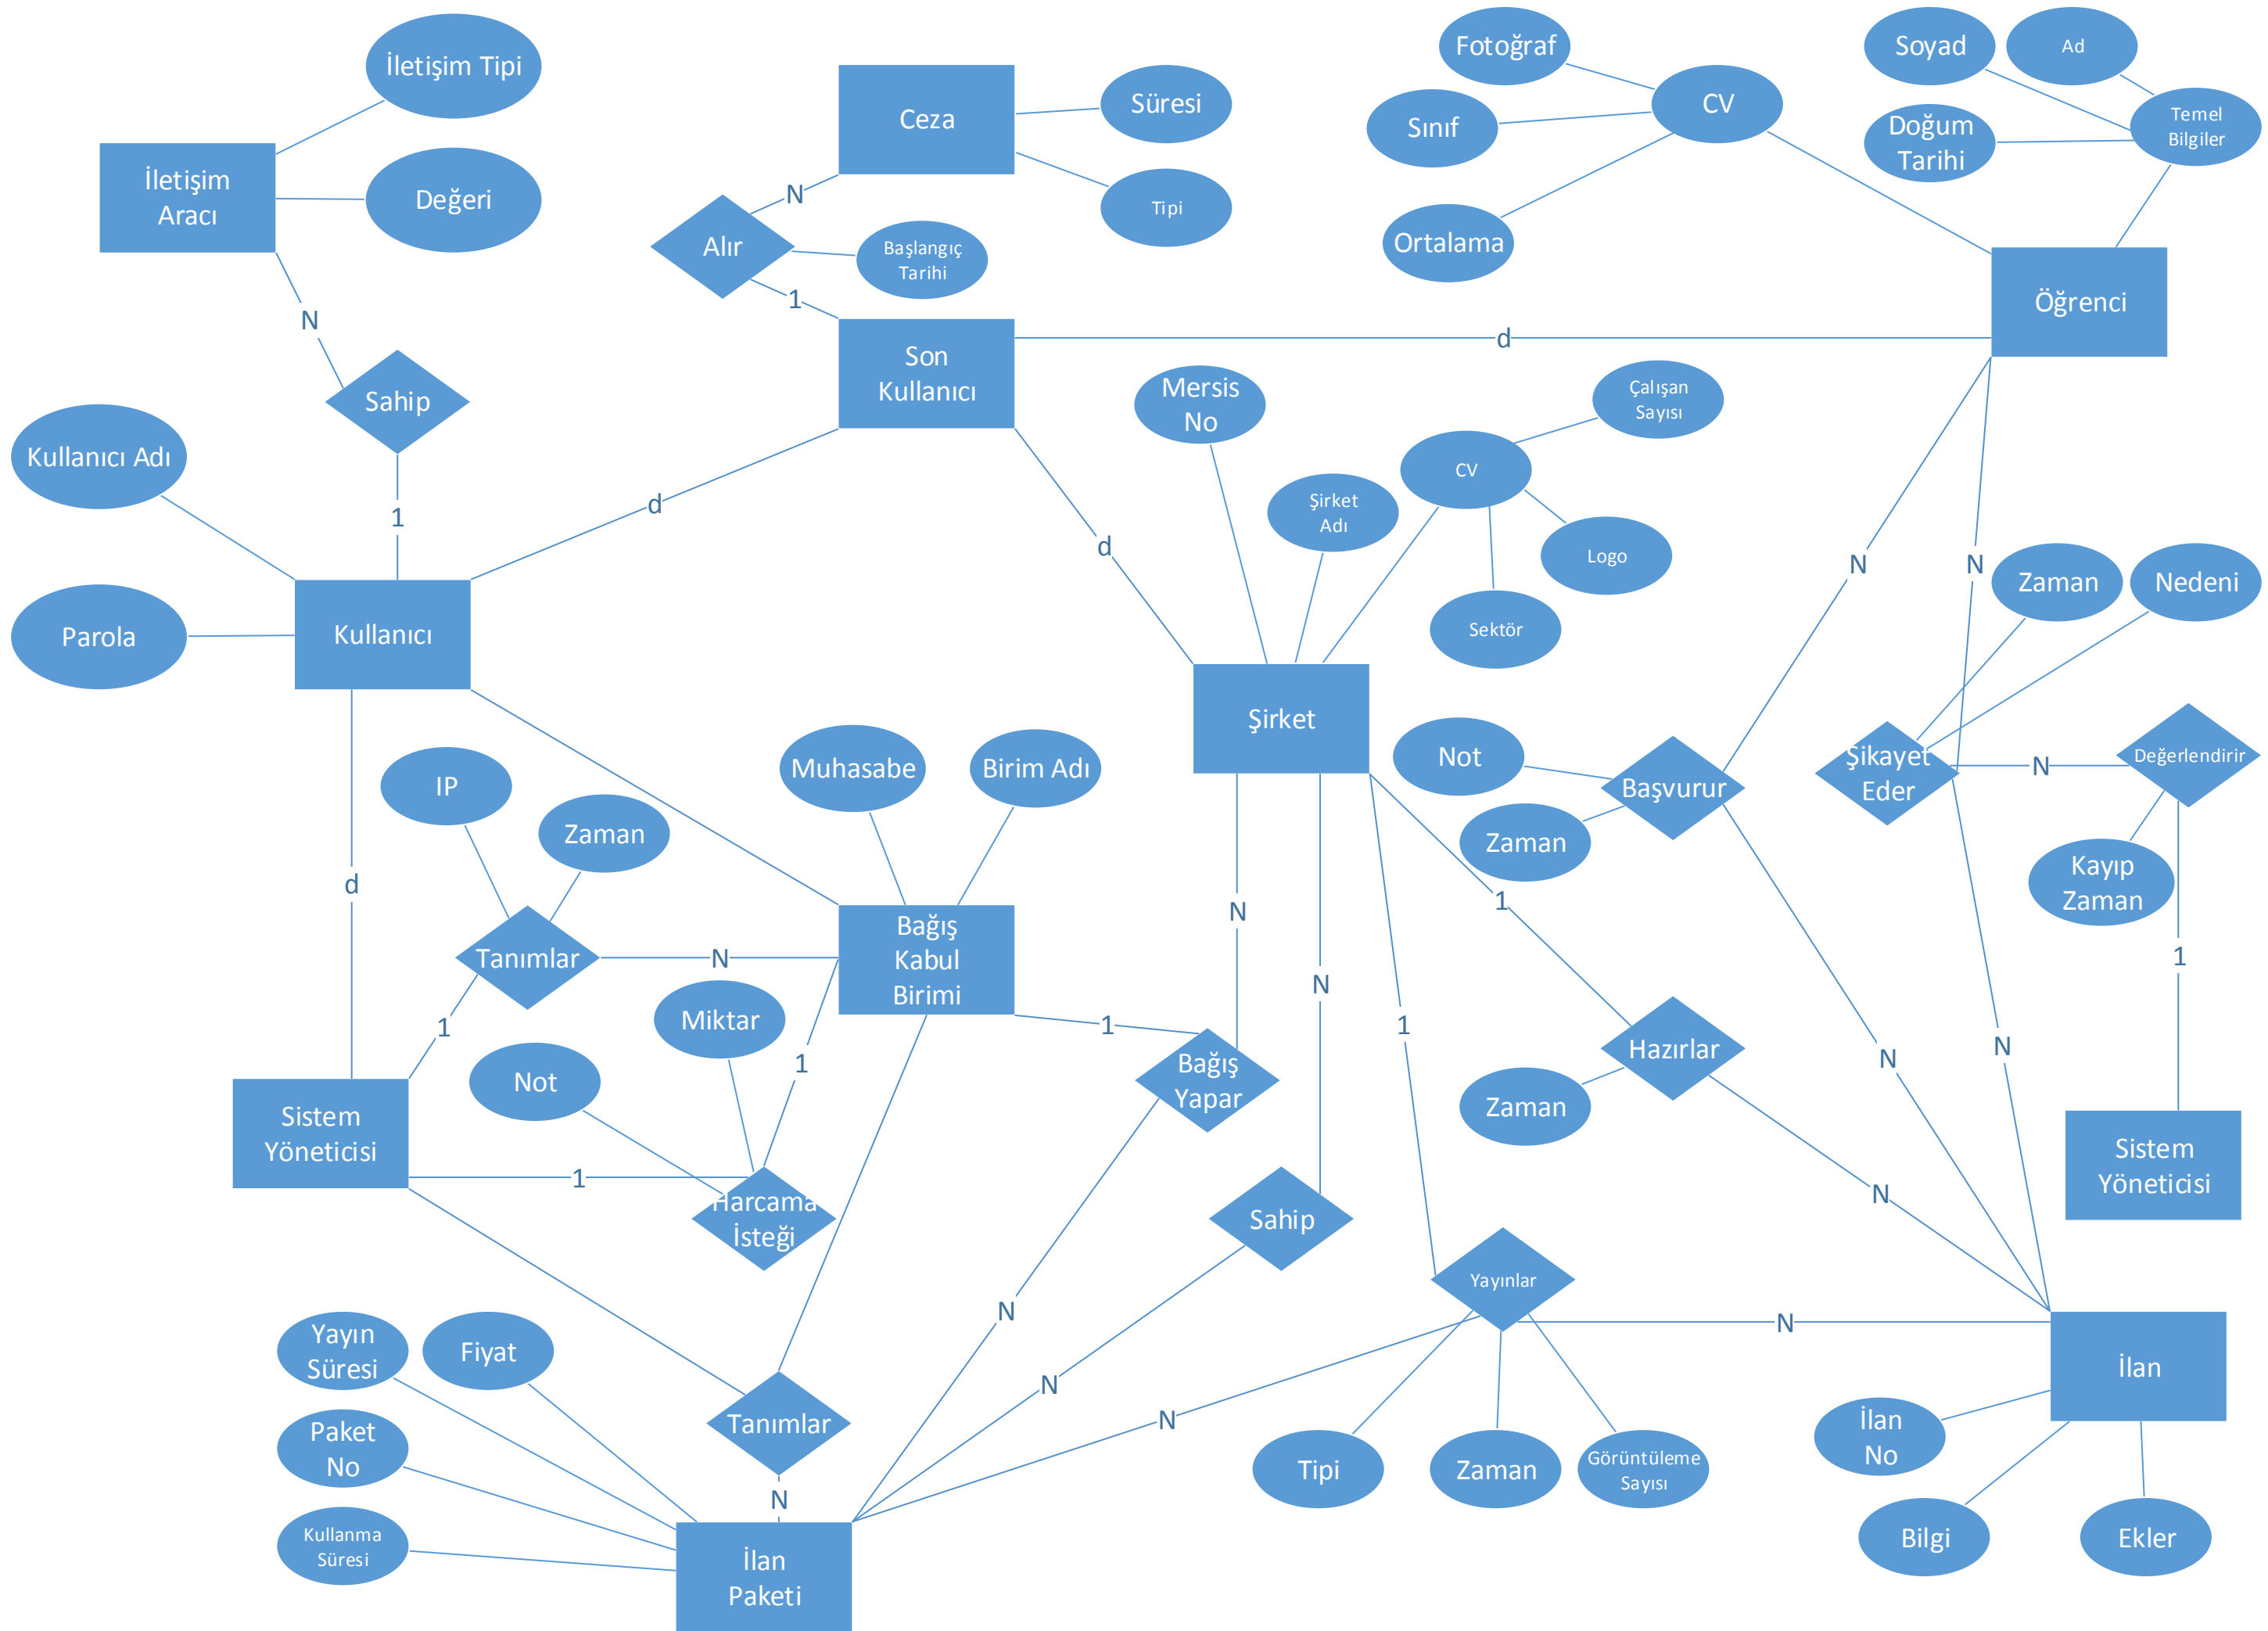 İletişim Tipi
Fotoğraf
CV
Soyad
Ad
Ceza
Süresi
Sınıf
Temel
Bilgiler
Doğum
Tarihi
İletişim
Aracı
Değeri
N
Tipi
Alır
Başlangıç
Tarihi
Ortalama
1
Öğrenci
N
d
Son
Kullanıcı
Mersis
No
Çalışan
Sayısı
Sahip
Kullanıcı Adı
CV
1
d
Şirket
Adı
d
Logo
N
N
Zaman
Nedeni
Parola
Kullanıcı
Sektör
Şirket
IP
Muhasabe
Birim Adı
Not
Başvurur
Şikayet
Eder
N
Değerlendirir
Zaman
Zaman
d
Kayıp
Zaman
Tanımlar
N
Bağış
Kabul
Birimi
N
1
N
1
1
Miktar
1
1
1
Hazırlar
N
N
Not
1
Bağış
Yapar
Zaman
Sistem
Yöneticisi
1
Sistem
Yöneticisi
Harcama
İsteği
Sahip
N
Yayınlar
N
N
Yayın
Süresi
Fiyat
İlan
N
Tanımlar
N
Paket
No
İlan
No
Tipi
Zaman
Görüntüleme
Sayısı
N
Kullanma
Süresi
Bilgi
Ekler
İlan
Paketi